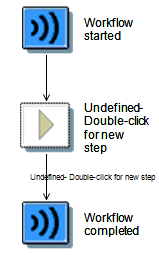 Workflow
started
Undefined-
Double-click
for new
step
Undefined- Double-click for new step
Workflow
completed